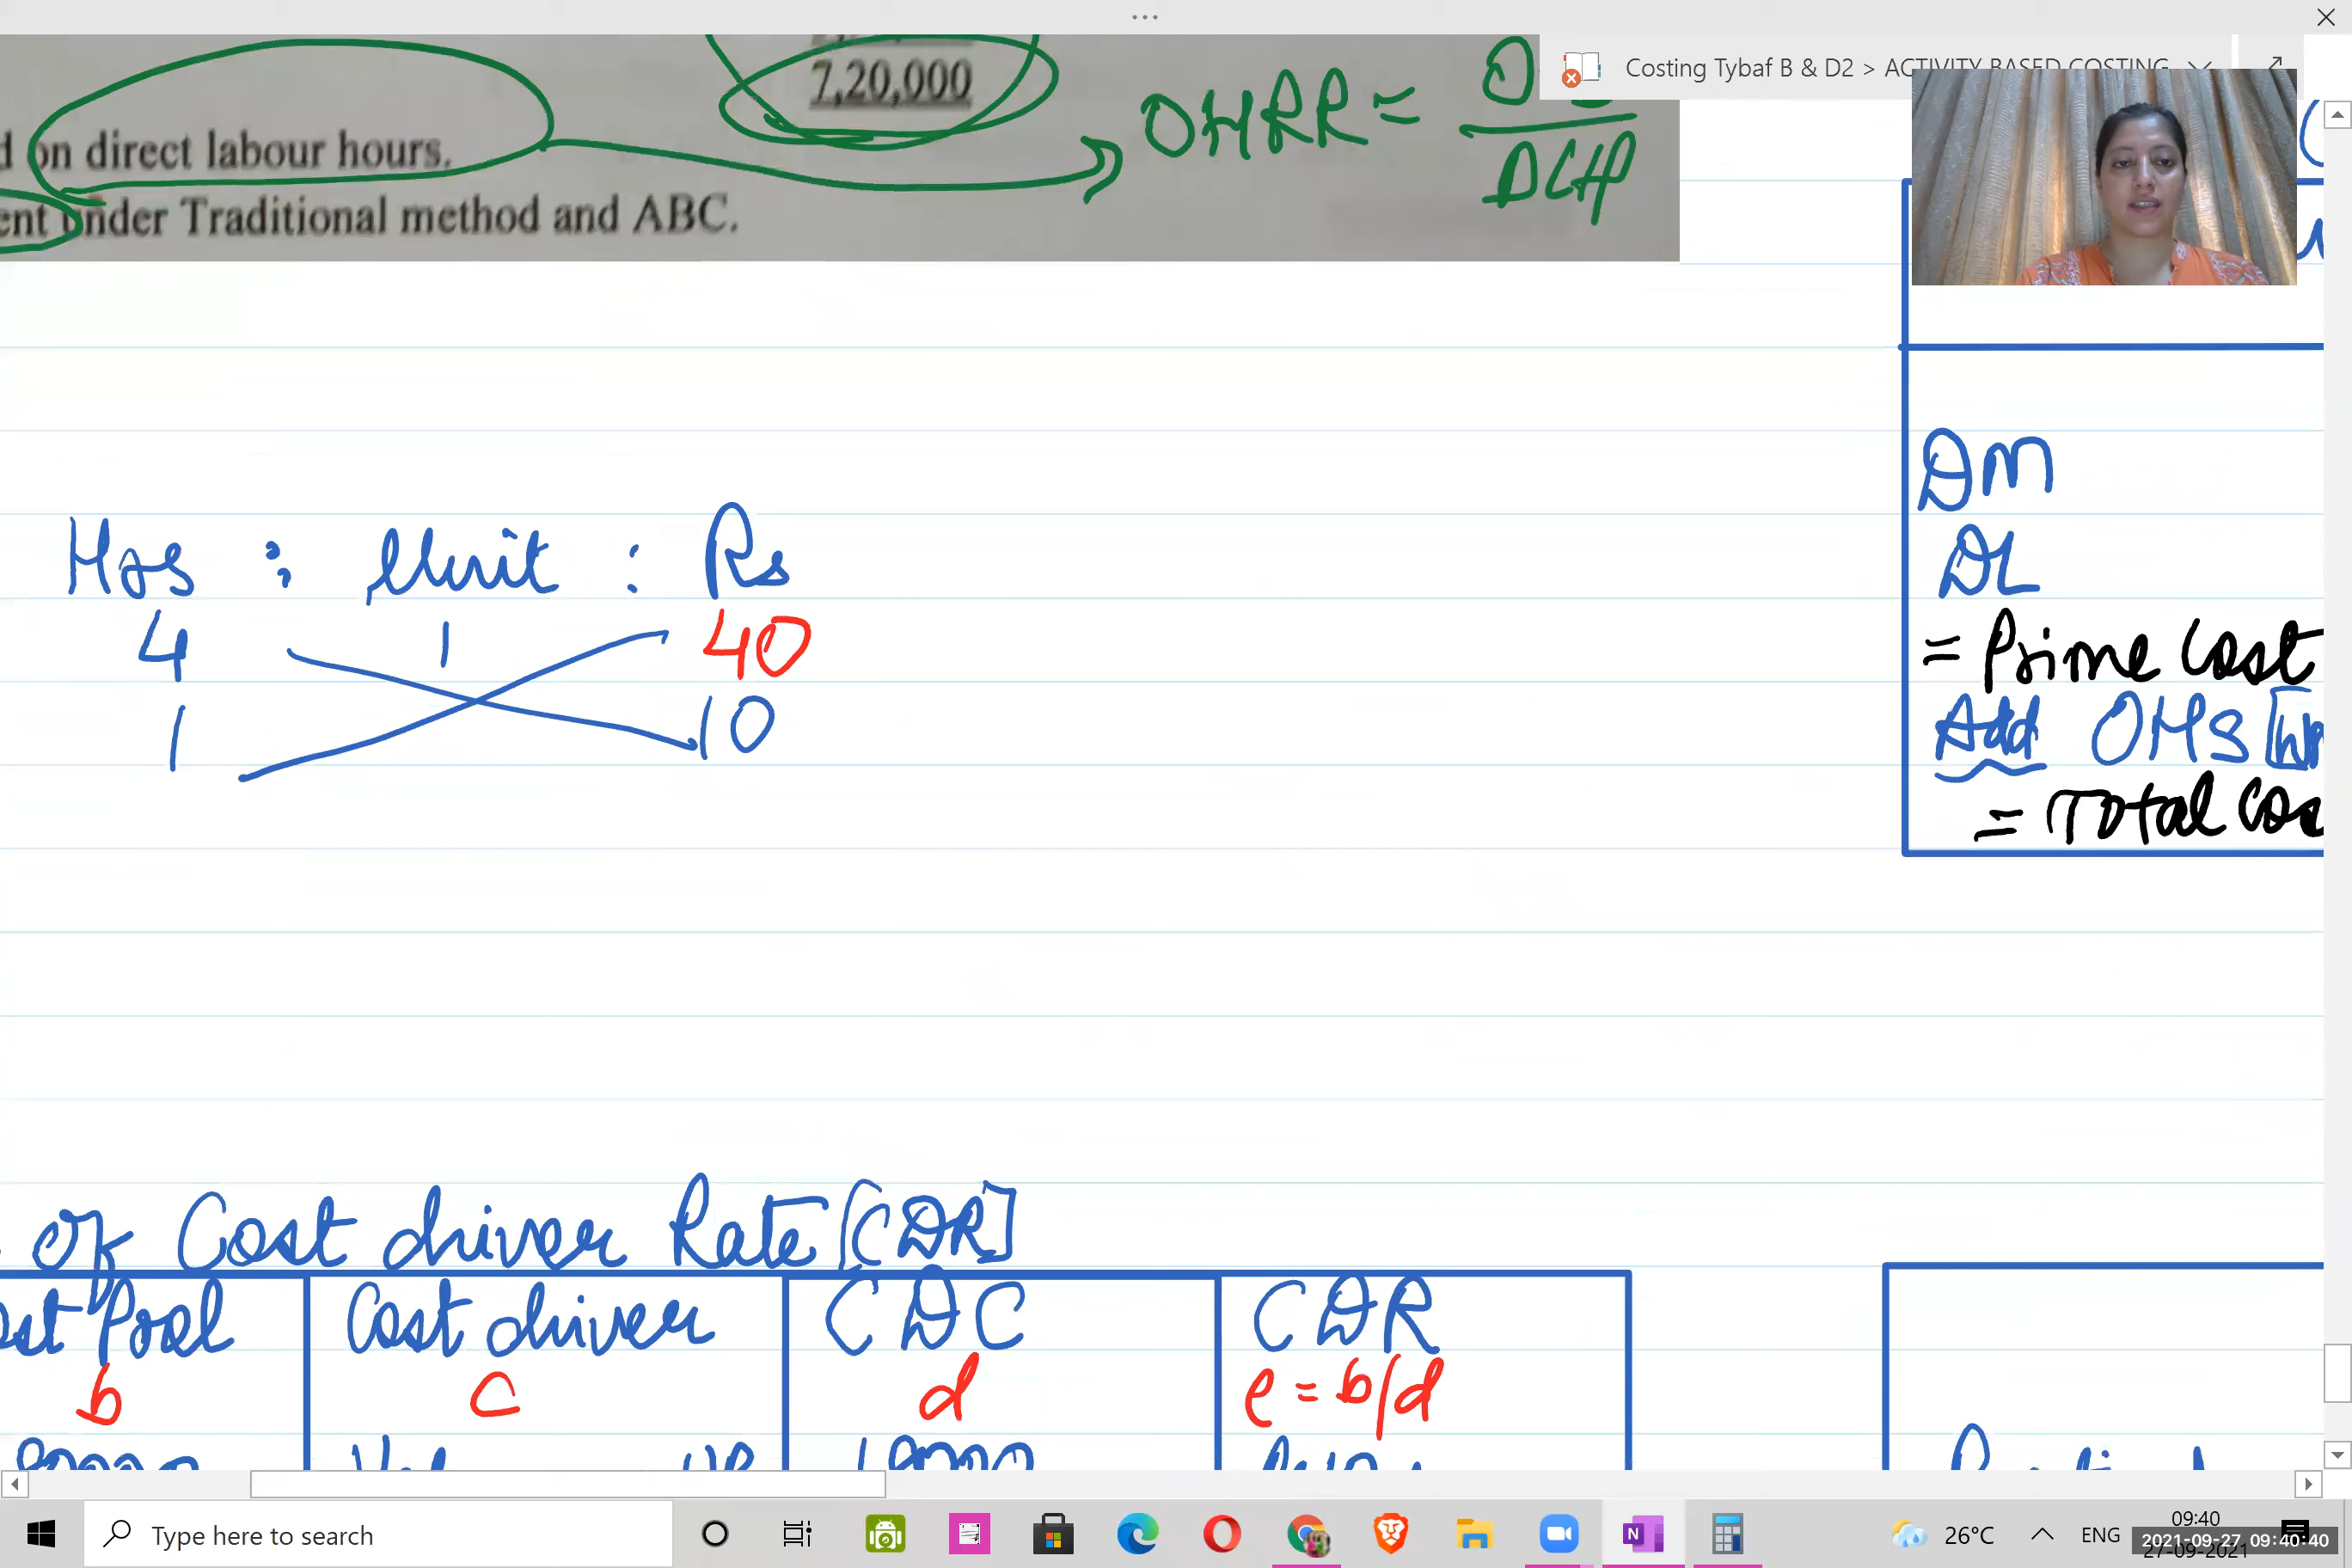 Costing Tybaf B & D2 > ACTIVITY BASED COSTING
7,20,000
OHRR =
DLH
on direct labour hours.
ent under Traditional method and ABC.
Hrs : Unit : Rs
4 1 40
1 10
DM
DL
= Prime Cost
Add OHs
= Total Cos
of Cost driver Rate [CDR]
ost Pool Cost driver CDC CDR
b c d e = b/d
Type here to search
26°C
ENG
09:40
27-09-2021
2021-09-27 09:40:40